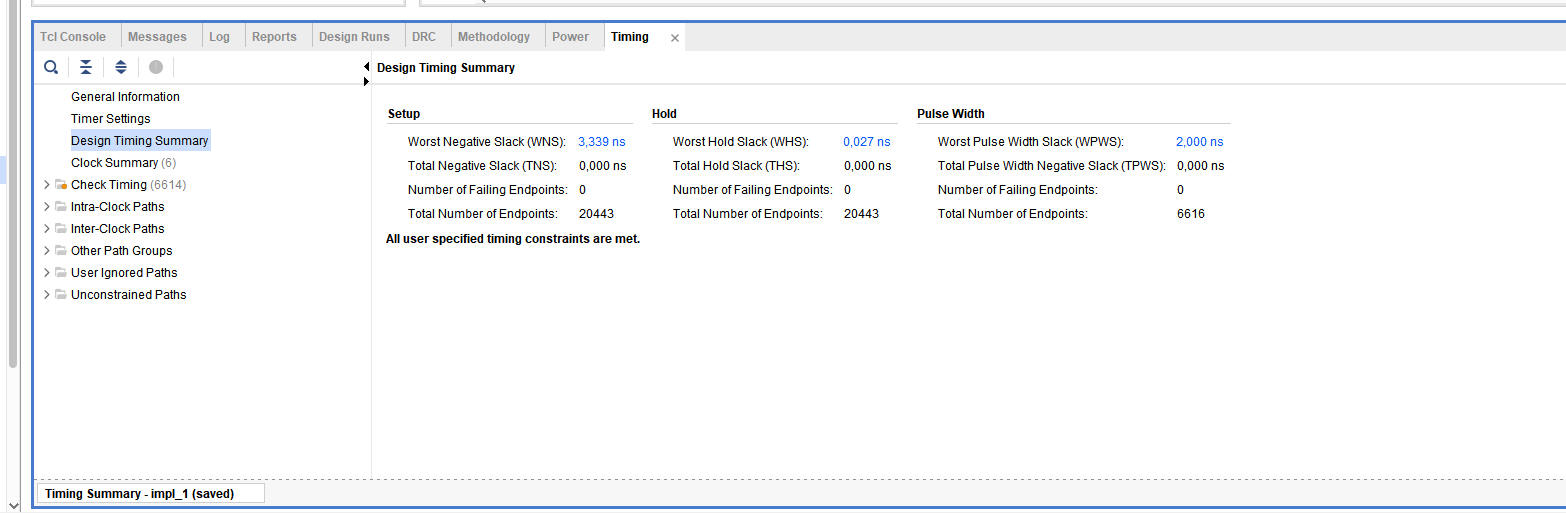 Tcl Console Messages Log Reports Design Runs DRC Methodology Power Timing
Design Timing Summary
General Information
Timer Settings
Design Timing Summary
Clock Summary (6)
Check Timing (6614)
Intra-Clock Paths
Inter-Clock Paths
Other Path Groups
User Ignored Paths
Unconstrained Paths
Setup Hold Pulse Width
Worst Negative Slack (WNS): 3,339 ns Worst Hold Slack (WHS): 0,027 ns Worst Pulse Width Slack (WPWS): 2,000 ns
Total Negative Slack (TNS): 0,000 ns Total Hold Slack (THS): 0,000 ns Total Pulse Width Negative Slack (TPWS): 0,000 ns
Number of Failing Endpoints: 0 Number of Failing Endpoints: 0 Number of Failing Endpoints: 0
Total Number of Endpoints: 20443 Total Number of Endpoints: 20443 Total Number of Endpoints: 6616
All user specified timing constraints are met.
Timing Summary - impl_1 (saved)